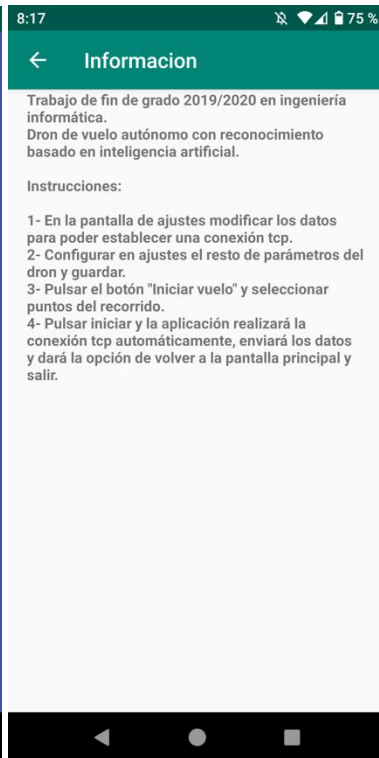 8:17 75 %
Informacion
Trabajo de fin de grado 2019/2020 en ingeniería
informática.
Dron de vuelo autónomo con reconocimiento
basado en inteligencia artificial.
Instrucciones:
1- En la pantalla de ajustes modificar los datos
para poder establecer una conexión tcp.
2- Configurar en ajustes el resto de parámetros del
dron y guardar.
3- Pulsar el botón "Iniciar vuelo" y seleccionar
puntos del recorrido.
4- Pulsar iniciar y la aplicación realizará la
conexión tcp automáticamente, enviará los datos
y dará la opción de volver a la pantalla principal y
salir.